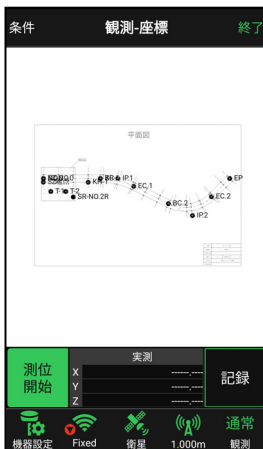 条件 観測-座標 終了
平面図
KA.1 BB.4 IP.1
EC.1
EP
T-1 T-2
SR-NO.2R
BC.2
EC.2
IP.2
測位
開始
実測
X ------.---
Y ------.---
Z ------.---
記録
通常
機器設定 Fixed 衛星 1.000m 観測